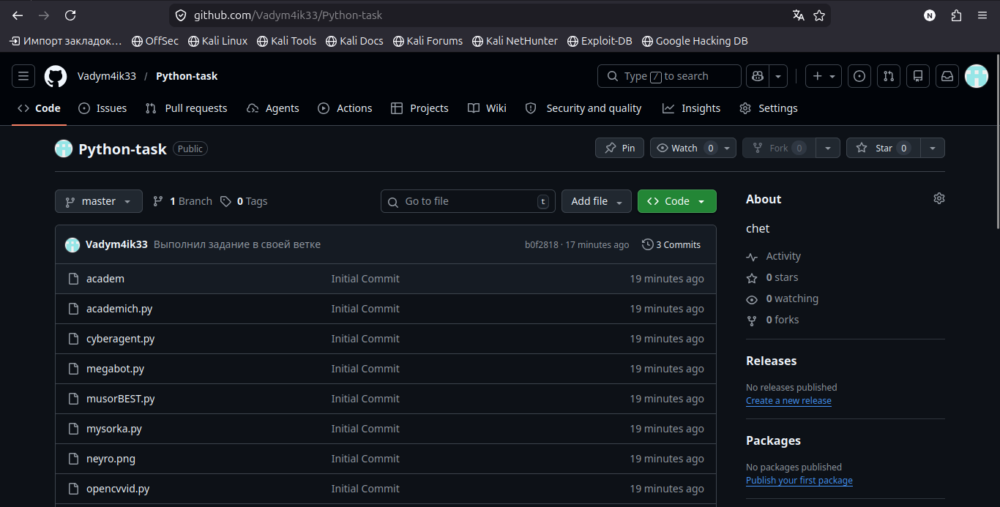 github.com/Vadym4ik33/Python-task
N
Импорт закладок… OffSec Kali Linux Kali Tools Kali Docs Kali Forums Kali NetHunter Exploit-DB Google Hacking DB
Vadym4ik33 / Python-task
Type / to search
Code Issues Pull requests Agents Actions Projects Wiki Security and quality Insights Settings
Python-task Public
Pin Watch 0 Fork 0 Star 0
master 1 Branch 0 Tags
Go to file t Add file Code
Vadym4ik33 Выполнил задание в своей ветке b0f2818 · 17 minutes ago 3 Commits
academ Initial Commit 19 minutes ago
academich.py Initial Commit 19 minutes ago
cyberagent.py Initial Commit 19 minutes ago
megabot.py Initial Commit 19 minutes ago
musorBEST.py Initial Commit 19 minutes ago
mysorka.py Initial Commit 19 minutes ago
neyro.png Initial Commit 19 minutes ago
opencvvid.py Initial Commit 19 minutes ago
About
chet
Activity
0 stars
0 watching
0 forks
Releases
No releases published
Create a new release
Packages
No packages published
Publish your first package